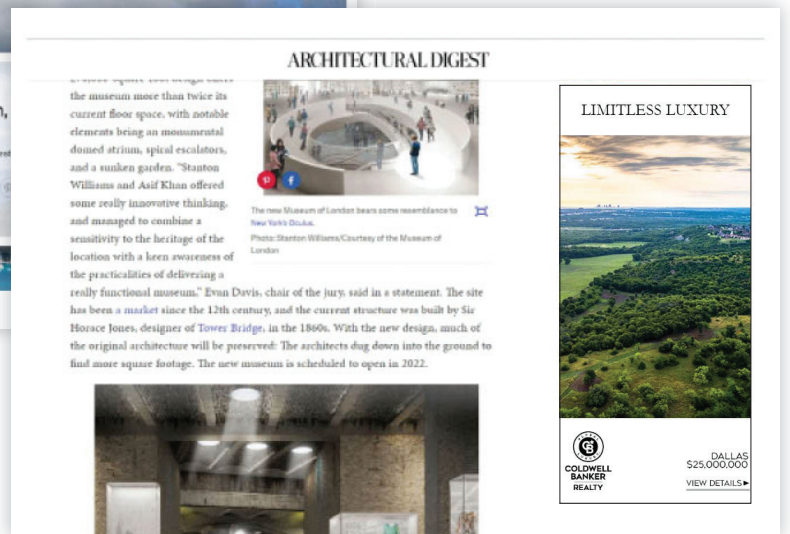 ARCHITECTURAL DIGEST
the museum more than twice its
current floor space, with notable
elements being an monumental
domed atrium, spiral escalators,
and a sunken garden. "Stanton
Williams and Asif Khan offered
some really innovative thinking,
and managed to combine a
sensitivity to the heritage of the
location with a keen awareness of
the practicalities of delivering a
The new Museum of London bears some resemblance to
New York's Oculus.
Photo: Stanton Williams/Courtesy of the Museum of
London
really functional museum," Evan Davis, chair of the jury, said in a statement. The site
has been a market since the 12th century, and the current structure was built by Sir
Horace Jones, designer of Tower Bridge, in the 1860s. With the new design, much of
the original architecture will be preserved: The architects dug down into the ground to
find more square footage. The new museum is scheduled to open in 2022.
LIMITLESS LUXURY
COLDWELL
BANKER
REALTY
DALLAS
$25,000,000
VIEW DETAILS ▶